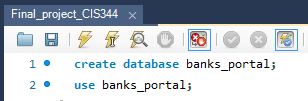 Final_project_CIS344
1 create database banks_portal;
2 use banks_portal;